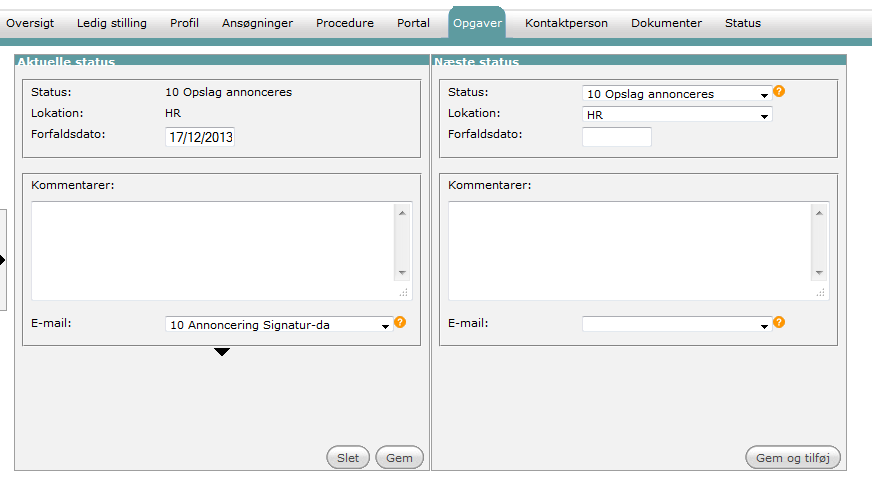 Oversigt Ledig stilling Profil Ansøgninger Procedure Portal Opgaver Kontaktperson Dokumenter Status
Aktuelle status
Status: 10 Opslag annonceres
Lokation: HR
Forfaldsdato: 17/12/2013
Kommentarer:
E-mail: 10 Annoncering Signatur-da ?
Slet Gem
Næste status
Status: 10 Opslag annonceres ?
Lokation: HR
Forfaldsdato:
Kommentarer:
E-mail: ?
Gem og tilføj